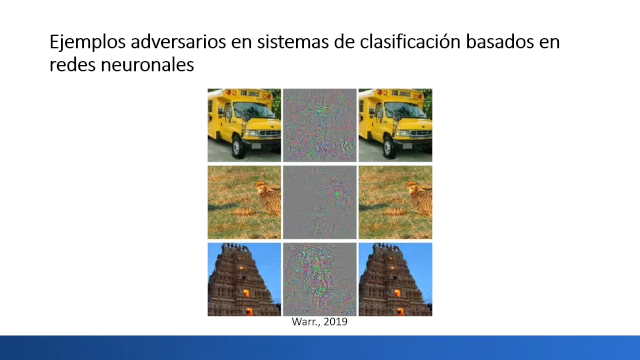 Ejemplos adversarios en sistemas de clasificación basados en
redes neuronales
Warr., 2019